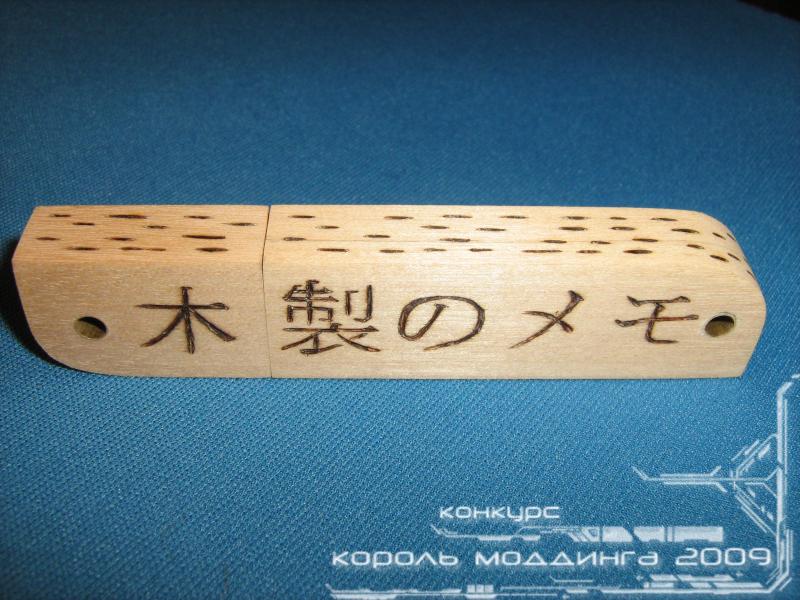 木製のメモ
конкурс
король моддинга 2009